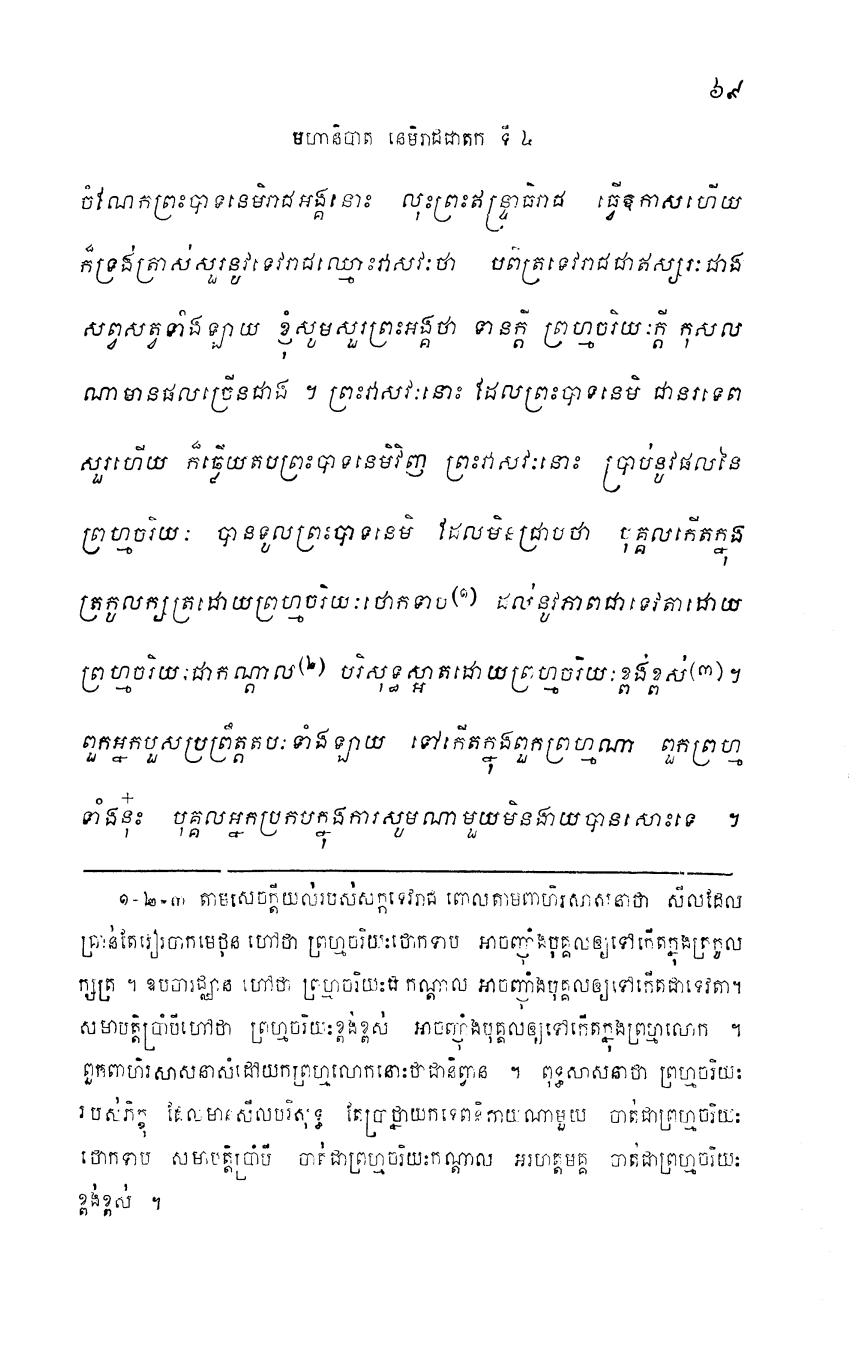 ៦៩
មហានិបាត នេមិរាជជាតក ទី ៤
ចំណែកព្រះបាទនេមិរាជអង្គនោះ លុះព្រះឥន្ទ្រាធិរាជ ធ្វើឱកាសហើយ
ក៏ទ្រង់ត្រាស់សួរនូវទេវរាជឈ្មោះវាសវៈថា បពិត្រទេវរាជជាឥស្សរៈជាង
សព្វសត្វទាំងឡាយ ខ្ញុំសូមសួរព្រះអង្គថា ទានក្តី ព្រហ្មចរិយៈក្តី កុសល
ណាមានផលច្រើនជាង ។ ព្រះវាសវៈនោះ ដែលព្រះបាទនេមិ ជានរទេព
សួរហើយ ក៏ធ្វើយតបព្រះបាទនេមិវិញ ព្រះវាសវៈនោះ ប្រាប់នូវផលនៃ
ព្រហ្មចរិយៈ បានទូលព្រះបាទនេមិ ដែលមិនជ្រាបថា បុគ្គលកើតក្នុង
ត្រកូលក្សត្រដោយព្រហ្មចរិយៈថោកទាប(១) ដល់នូវភាពជាទេវតាដោយ
ព្រហ្មចរិយៈជាកណ្តាល(២) បរិសុទ្ធស្អាតដោយព្រហ្មចរិយៈខ្ពង់ខ្ពស់(៣) ។
ពួកអ្នកបួសប្រព្រឹត្តតបៈទាំងឡាយ ទៅកើតក្នុងពួកព្រហ្មណា ពួកព្រហ្ម
ទាំងនុ៎ះ បុគ្គលអ្នកប្រកបក្នុងការសូមណាមួយមិនងាយបានសោះទេ ។
១-២-៣ តាមសេចក្តីយល់របស់សក្កទេវរាជ ពោលតាមពាហិរសាសនាថា សីលដែល
គ្រាន់តែវៀរចាកមេថុន ហៅថា ព្រហ្មចរិយៈថោកទាប អាចញ៉ាំងបុគ្គលឲ្យទៅកើតក្នុងត្រកូល
ក្សត្រ ។ ឧបចារជ្ឈាន ហៅថា ព្រហ្មចរិយៈជាកណ្តាល អាចញ៉ាំងបុគ្គលឲ្យទៅកើតជាទេវតា។
សមាបត្តិប្រាំបីហៅថា ព្រហ្មចរិយៈខ្ពង់ខ្ពស់ អាចញ៉ាំងបុគ្គលឲ្យទៅកើតក្នុងព្រហ្មលោក ។
ពួកពាហិរសាសនាសំដៅយកព្រហ្មលោកនោះថាជានិព្វាន ។ ពុទ្ធសាសនាថា ព្រហ្មចរិយៈ
របស់ភិក្ខុ ដែលមានសីលបរិសុទ្ធ តែប្រាថ្នាយកទេពនិកាយណាមួយ បាត់ជាព្រហ្មចរិយៈ
ថោកទាប សមាបត្តិប្រាំបី បាត់ជាព្រហ្មចរិយៈកណ្តាល អរហត្តមគ្គ បាត់ជាព្រហ្មចរិយៈ
ខ្ពង់ខ្ពស់ ។